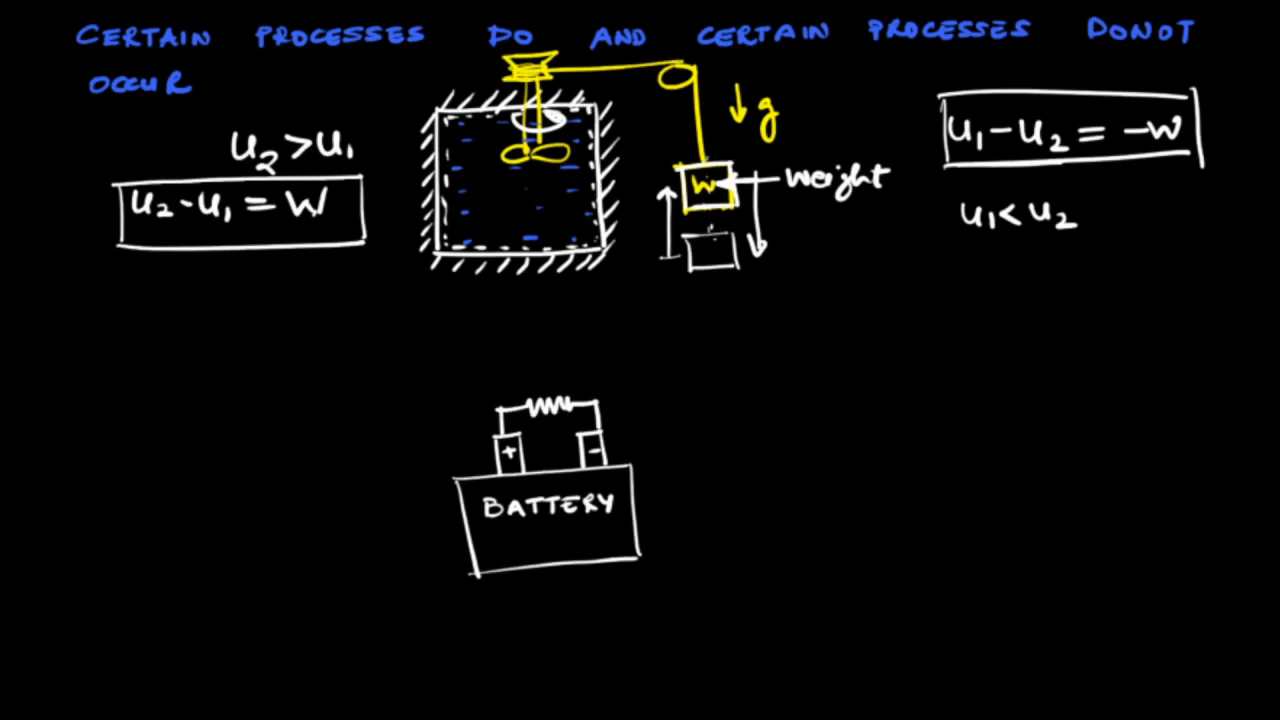 CERTAIN PROCESSES DO AND CERTAIN PROCESSES DONOT
OCCUR
u₂ > u₁
u₂ - u₁ = W
g
W
weight
u₁ - u₂ = -W
u₁ < u₂
+ -
BATTERY